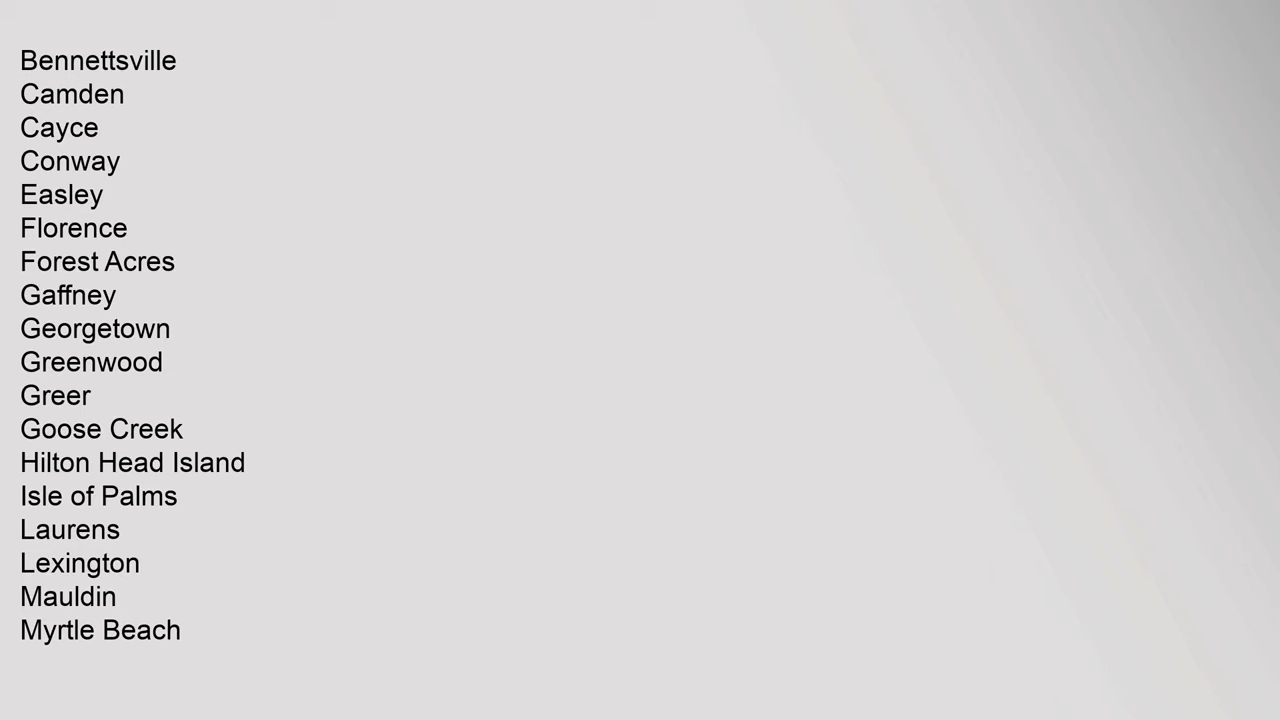 Bennettsville
Camden
Cayce
Conway
Easley
Florence
Forest Acres
Gaffney
Georgetown
Greenwood
Greer
Goose Creek
Hilton Head Island
Isle of Palms
Laurens
Lexington
Mauldin
Myrtle Beach